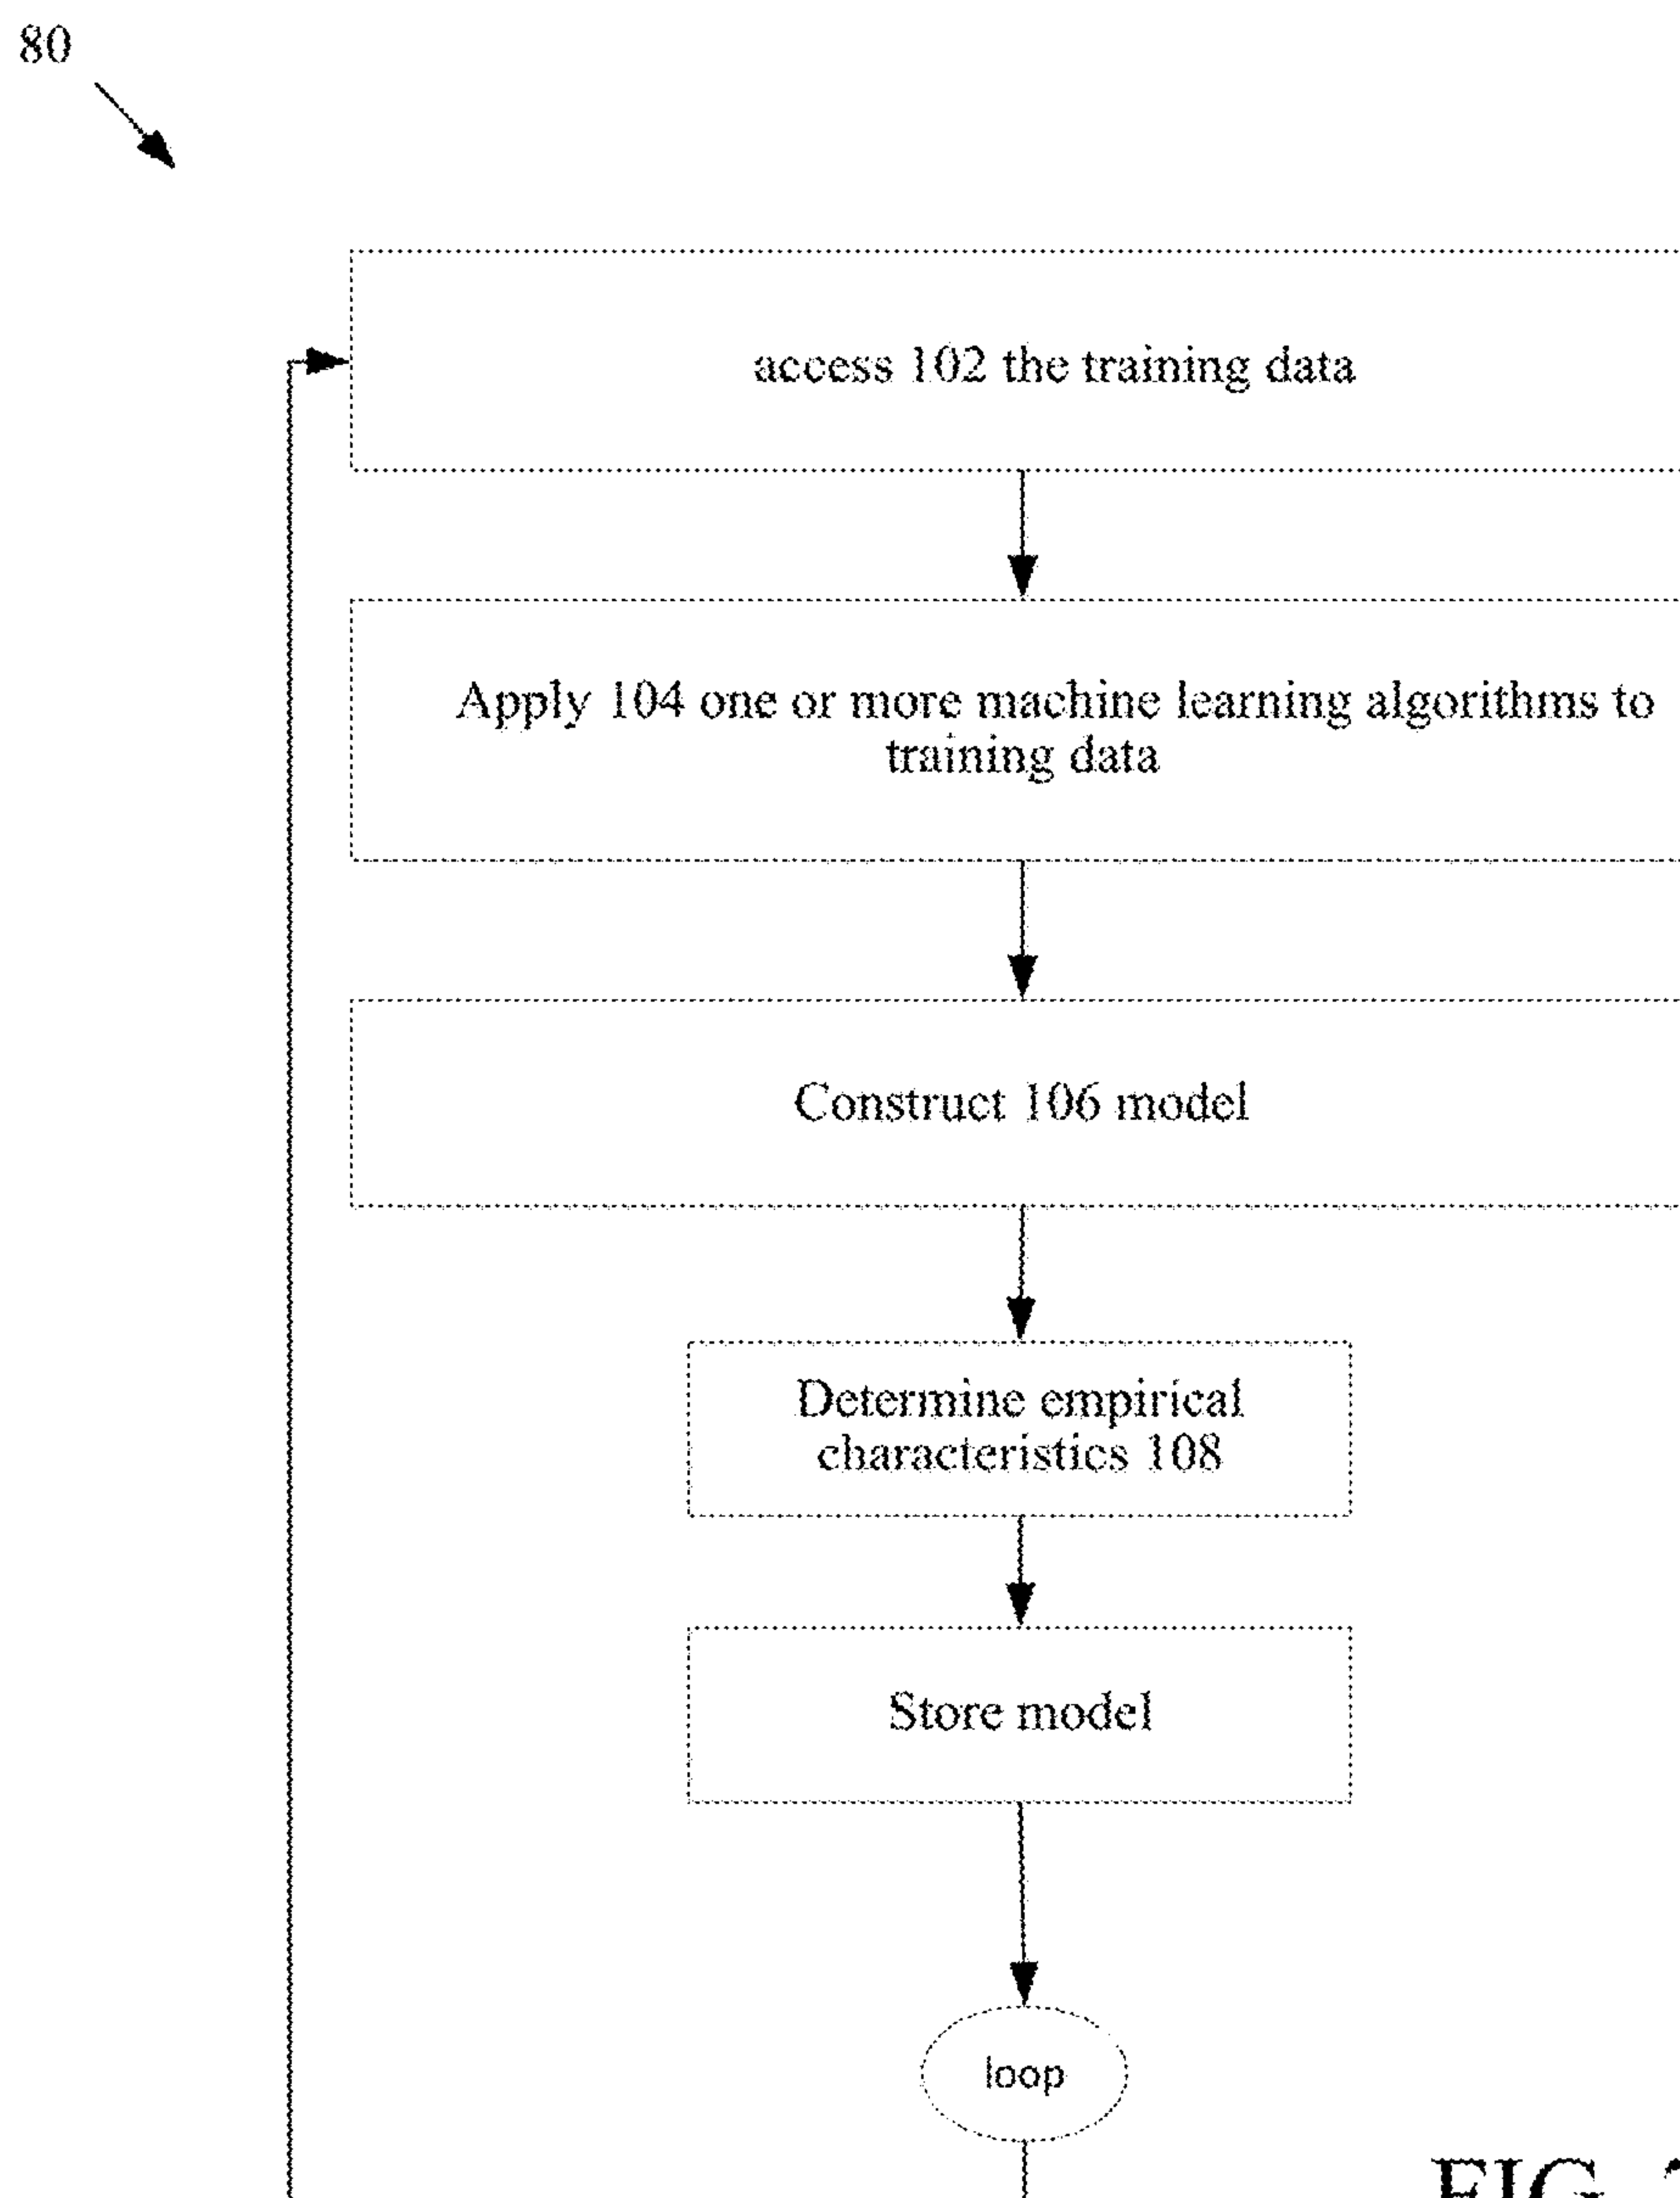 80
access 102 the training data
Apply 104 one or more machine learning algorithms to
training data
Construct 106 model
Determine empirical
characteristics 108
Store model
loop
FIG.